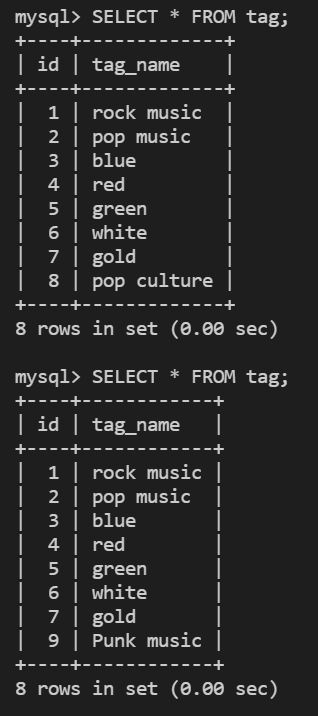 mysql> SELECT * FROM tag;
+----+-------------+
| id | tag_name    |
+----+-------------+
|  1 | rock music  |
|  2 | pop music   |
|  3 | blue        |
|  4 | red         |
|  5 | green       |
|  6 | white       |
|  7 | gold        |
|  8 | pop culture |
+----+-------------+
8 rows in set (0.00 sec)

mysql> SELECT * FROM tag;
+----+------------+
| id | tag_name   |
+----+------------+
|  1 | rock music |
|  2 | pop music  |
|  3 | blue       |
|  4 | red        |
|  5 | green      |
|  6 | white      |
|  7 | gold       |
|  9 | Punk music |
+----+------------+
8 rows in set (0.00 sec)